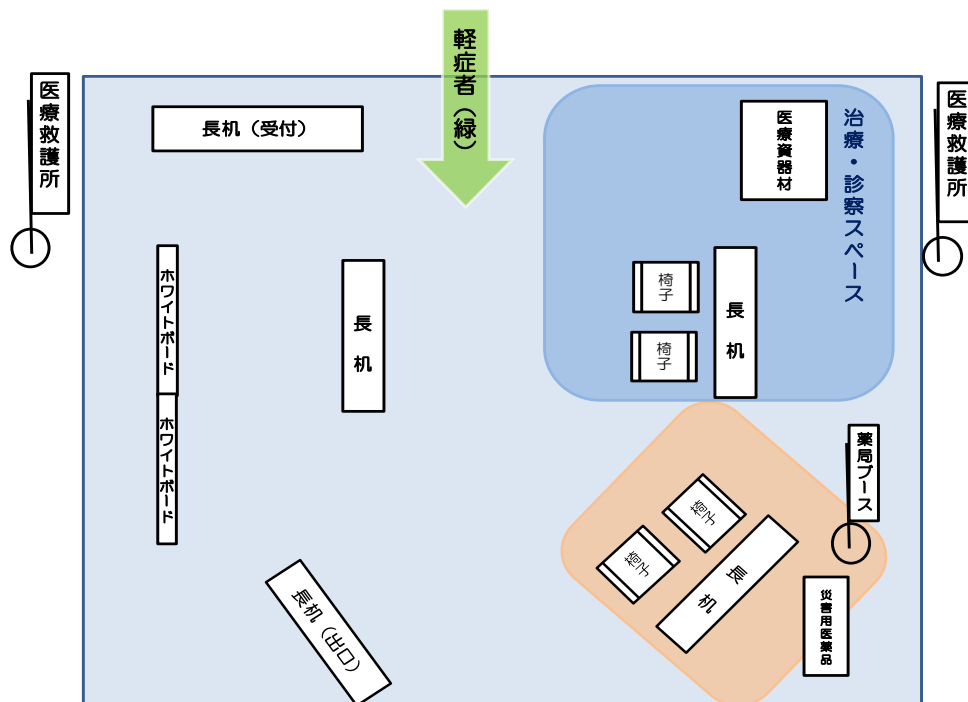 軽症者（緑）
医療救護所
長机（受付）
医療資器材
治療・診察スペース
医療救護所
ホワイトボード
長机
椅子
椅子
長机
ホワイトボード
薬局ブース
椅子
椅子
長机
長机（出口）
災害用医薬品